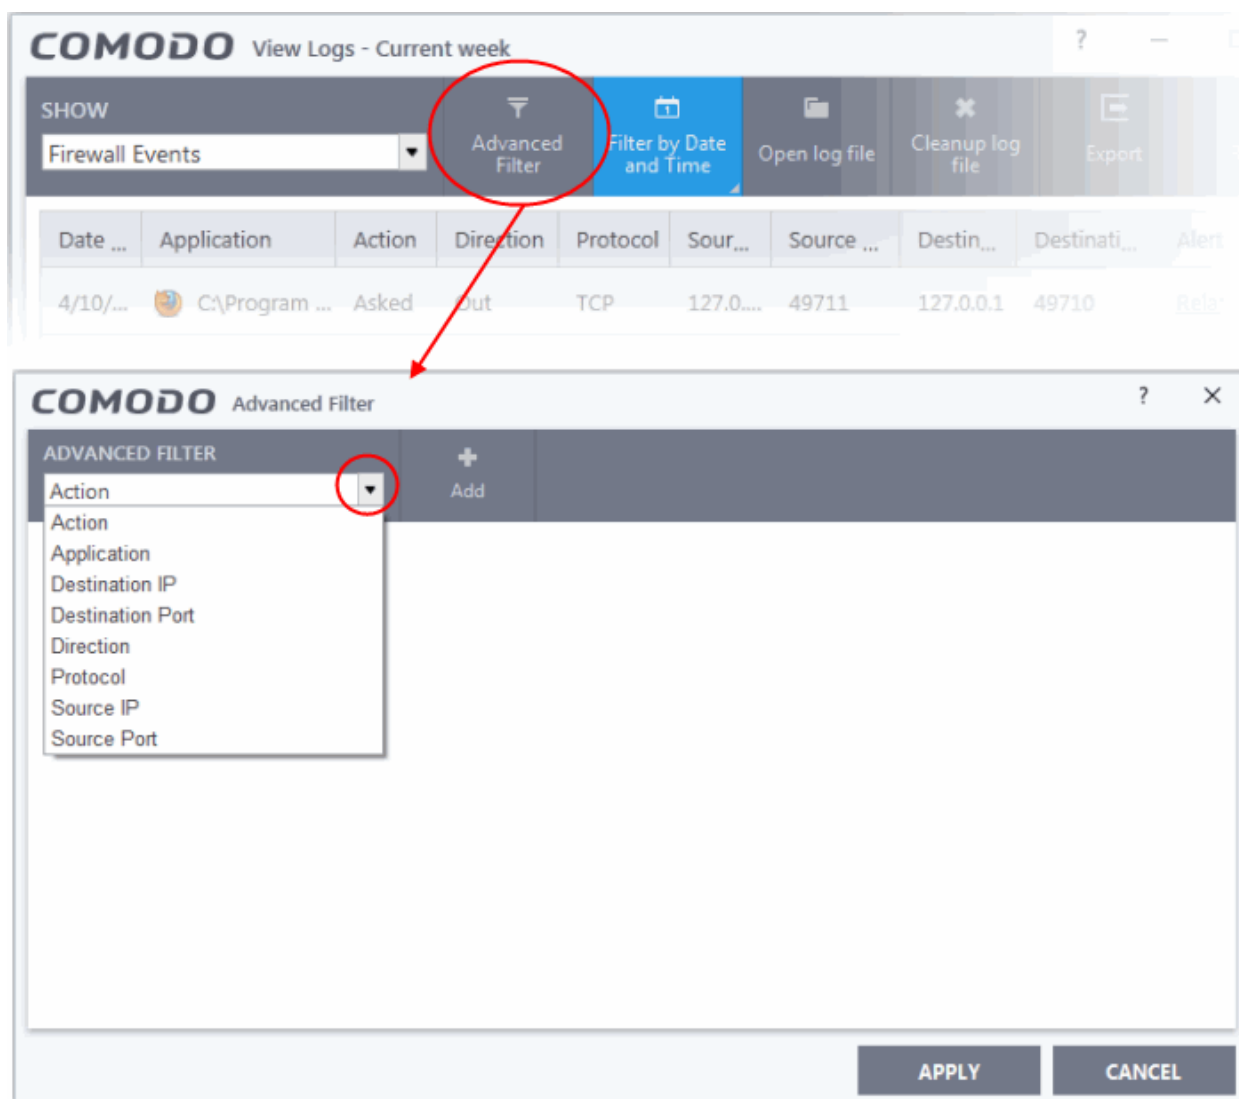 COMODO View Logs - Current week ?
SHOW
Firewall Events
Advanced
Filter
Filter by Date
and Time
Open log file
Cleanup log
file
Export
Date ... Application Action Direction Protocol Sour... Source ... Destin... Destinati... Alert
4/10/... C:\Program ... Asked Out TCP 127.0.... 49711 127.0.0.1 49710
COMODO Advanced Filter ?
ADVANCED FILTER
Action
Add
Action
Application
Destination IP
Destination Port
Direction
Protocol
Source IP
Source Port
APPLY CANCEL